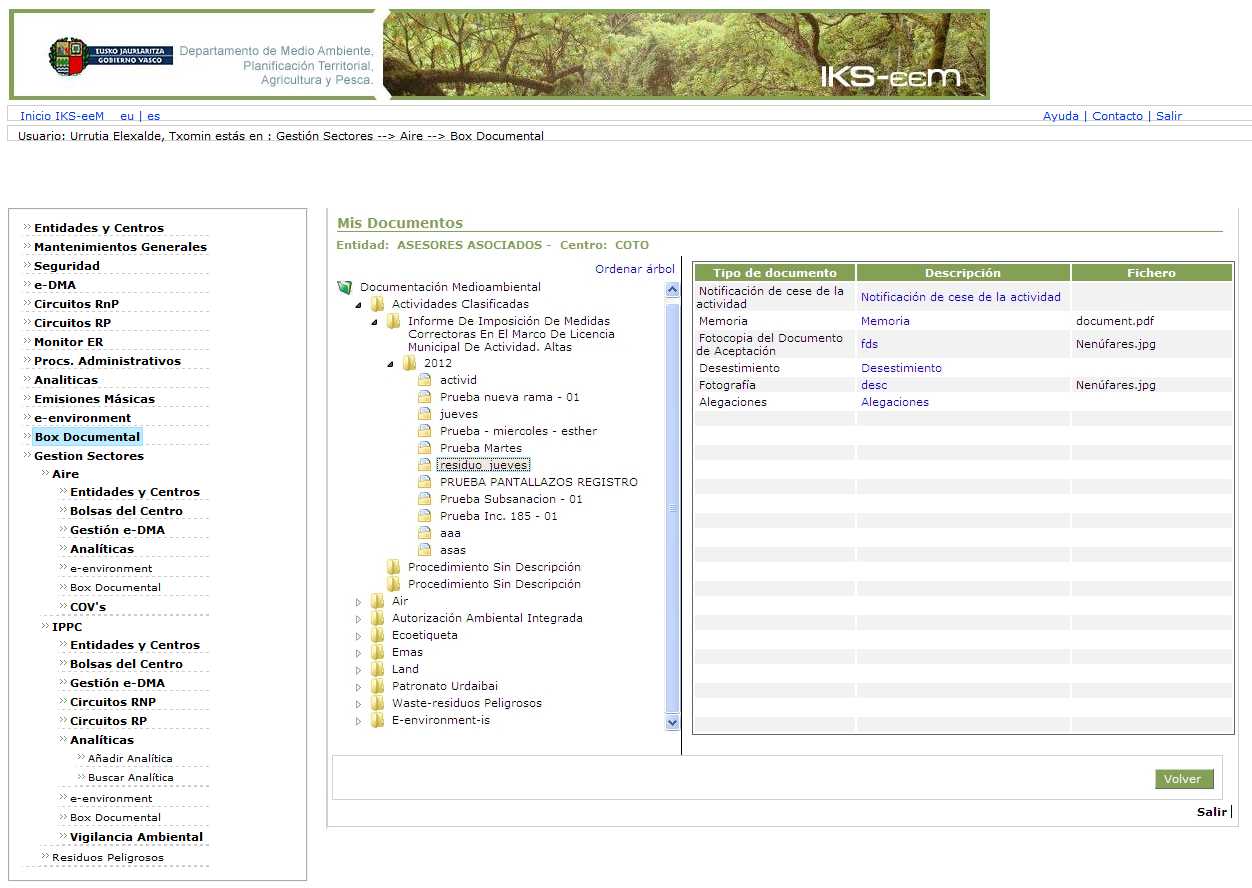 EUSKO JAURLARITZA
GOBIERNO VASCO
Departamento de Medio Ambiente,
Planificación Territorial,
Agricultura y Pesca.
IKS-eem
Inicio IKS-eeM eu | es
Ayuda | Contacto | Salir
Usuario: Urrutia Elexalde, Txomin estás en : Gestión Sectores --> Aire --> Box Documental
Entidades y Centros
Mantenimientos Generales
Seguridad
e-DMA
Circuitos RnP
Circuitos RP
Monitor ER
Procs. Administrativos
Analiticas
Emisiones Másicas
e-environment
Box Documental
Gestion Sectores
Aire
Entidades y Centros
Bolsas del Centro
Gestión e-DMA
Analíticas
e-environment
Box Documental
COV's
IPPC
Entidades y Centros
Bolsas del Centro
Gestión e-DMA
Circuitos RNP
Circuitos RP
Analíticas
Añadir Analítica
Buscar Analítica
e-environment
Box Documental
Vigilancia Ambiental
Residuos Peligrosos
Mis Documentos
Entidad: ASESORES ASOCIADOS - Centro: COTO
Ordenar árbol
Documentación Medioambiental
Actividades Clasificadas
Informe De Imposición De Medidas
Correctoras En El Marco De Licencia
Municipal De Actividad. Altas
2012
activid
Prueba nueva rama - 01
jueves
Prueba - miercoles - esther
Prueba Martes
residuo_jueves
PRUEBA PANTALLAZOS REGISTRO
Prueba Subsanacion - 01
Prueba Inc. 185 - 01
aaa
asas
Procedimiento Sin Descripción
Procedimiento Sin Descripción
Air
Autorización Ambiental Integrada
Ecoetiqueta
Emas
Land
Patronato Urdaibai
Waste-residuos Peligrosos
E-environment-is
Tipo de documento Descripción Fichero
Notificación de cese de la
actividad
Notificación de cese de la actividad
Memoria Memoria document.pdf
Fotocopia del Documento
de Aceptación
fds Nenúfares.jpg
Desestimiento Desestimiento
Fotografía desc Nenúfares.jpg
Alegaciones Alegaciones
Volver
Salir